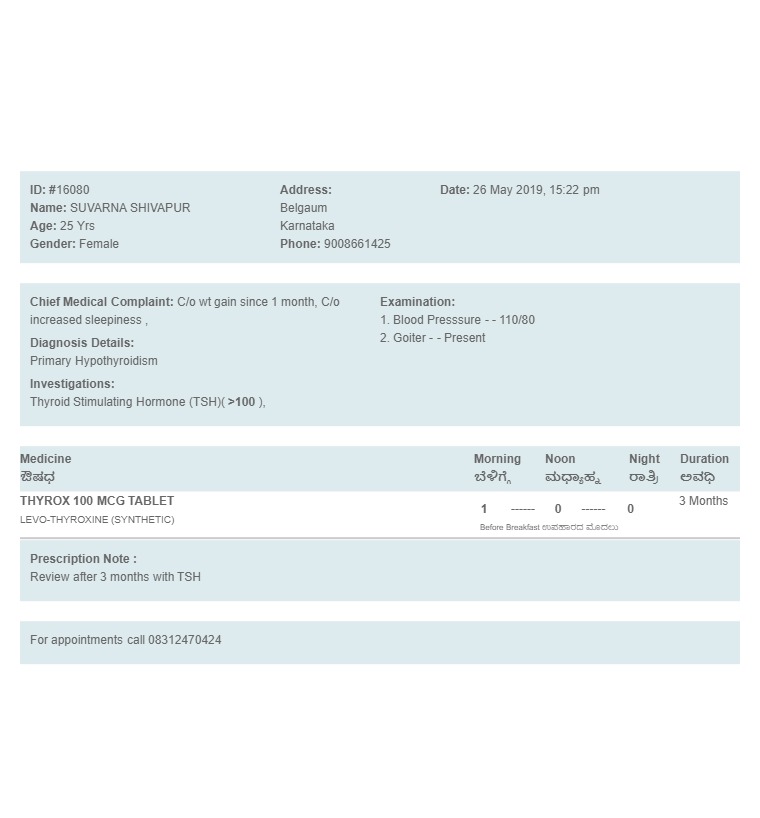 ID: #16080
Name: SUVARNA SHIVAPUR
Age: 25 Yrs
Gender: Female
Address:
Belgaum
Karnataka
Phone: 9008661425
Date: 26 May 2019, 15:22 pm
Chief Medical Complaint: C/o wt gain since 1 month, C/o
increased sleepiness ,
Diagnosis Details:
Primary Hypothyroidism
Investigations:
Thyroid Stimulating Hormone (TSH)( >100 ),
Examination:
1. Blood Presssure - - 110/80
2. Goiter - - Present
Medicine Morning Noon Night Duration
ಔಷಧ ಬೆಳಿಗ್ಗೆ ಮಧ್ಯಾಹ್ನ ರಾತ್ರಿ ಅವಧಿ
THYROX 100 MCG TABLET 3 Months
1 ------ 0 ------ 0
LEVO-THYROXINE (SYNTHETIC)
Before Breakfast ಉಪಹಾರದ ಮೊದಲು
Prescription Note :
Review after 3 months with TSH
For appointments call 08312470424